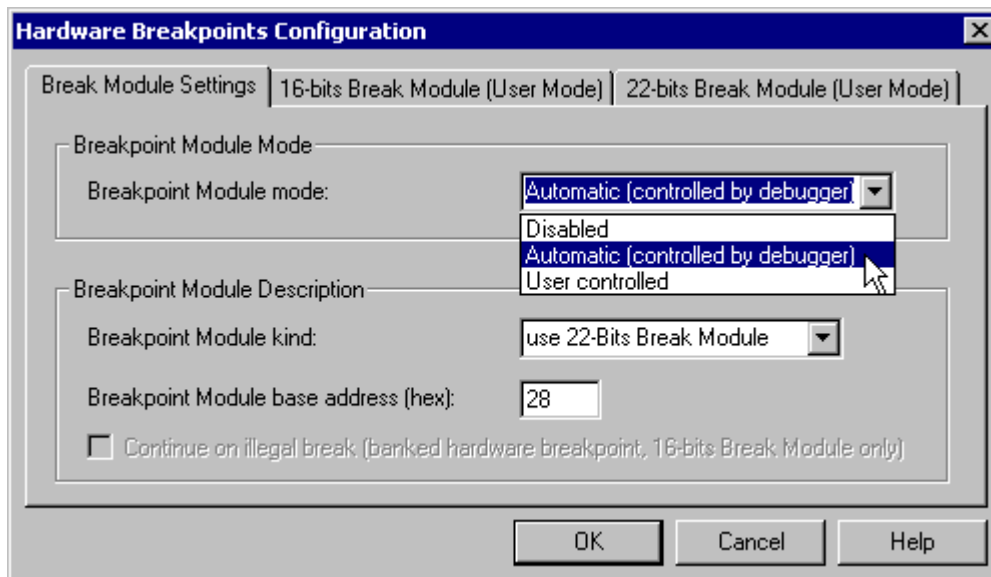 Hardware Breakpoints Configuration
Break Module Settings 16-bits Break Module (User Mode) 22-bits Break Module (User Mode)
Breakpoint Module Mode
Breakpoint Module mode: Automatic (controlled by debugger)
Disabled
Automatic (controlled by debugger)
User controlled
Breakpoint Module Description
Breakpoint Module kind: use 22-Bits Break Module
Breakpoint Module base address (hex): 28
Continue on illegal break (banked hardware breakpoint, 16-bits Break Module only)
OK Cancel Help